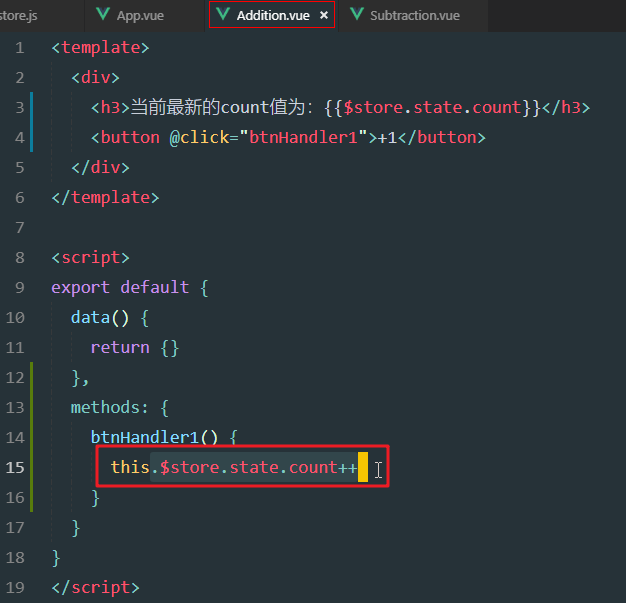 store.js App.vue Addition.vue × Subtraction.vue
1 <template>
2 <div>
3 <h3>当前最新的count值为：{{$store.state.count}}</h3>
4 <button @click="btnHandler1">+1</button>
5 </div>
6 </template>
7
8 <script>
9 export default {
10 data() {
11 return {}
12 },
13 methods: {
14 btnHandler1() {
15 this.$store.state.count++
16 }
17 }
18 }
19 </script>